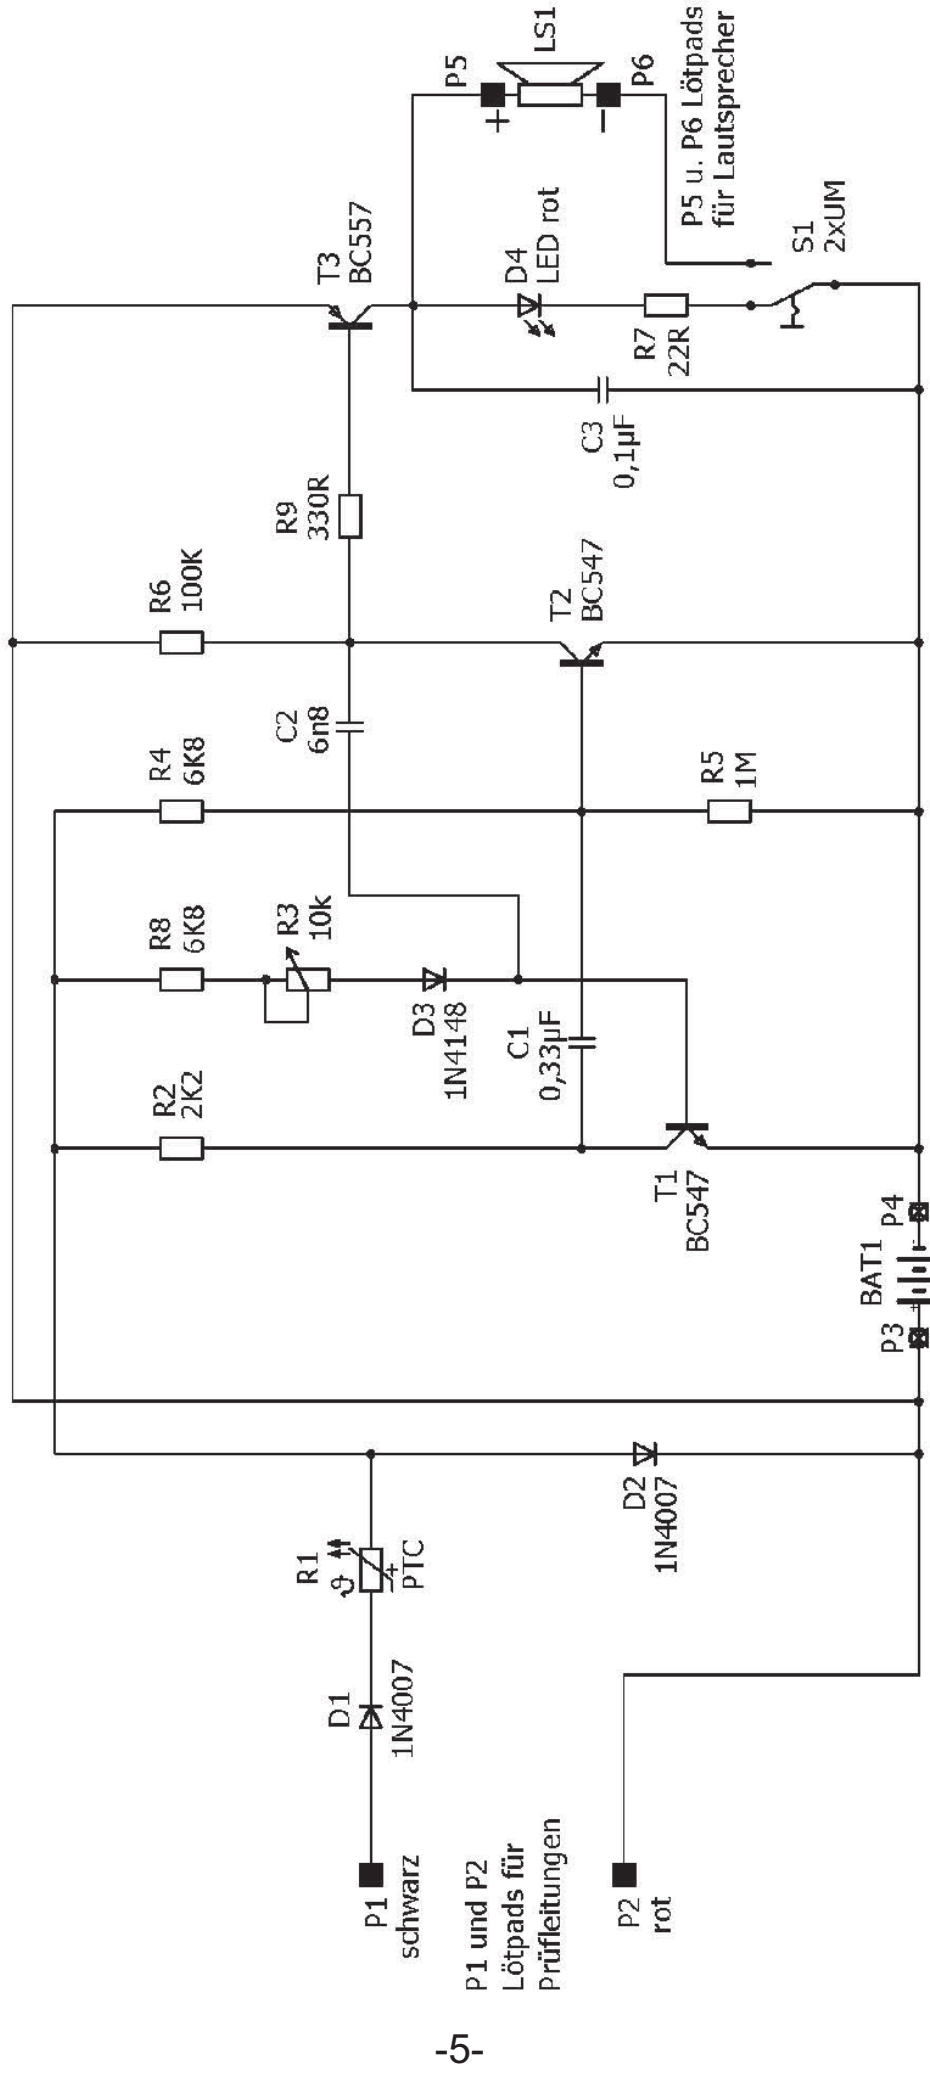 P1
schwarz
P1 und P2
Lötpads für
Prüfleitungen
P2
rot
D1
1N4007
R1
ϑ
+
PTC
D2
1N4007
P3
+
BAT1
-
P4
R2
2K2
T1
BC547
C1
0,33µF
R8
6K8
R3
10k
D3
1N4148
R4
6K8
C2
6n8
R5
1M
R6
100K
T2
BC547
R9
330R
C3
0,1µF
T3
BC557
D4
LED rot
R7
22R
S1
2xUM
P5
+
LS1
–
P6
P5 u. P6 Lötpads
für Lautsprecher
-5-